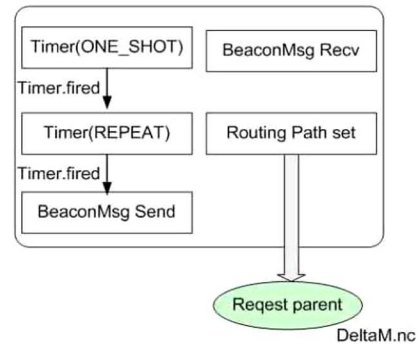 Timer(ONE_SHOT)
BeaconMsg Recv
Timer.fired
Timer(REPEAT)
Routing Path set
Timer.fired
BeaconMsg Send
Reqest parent
DeltaM.nc